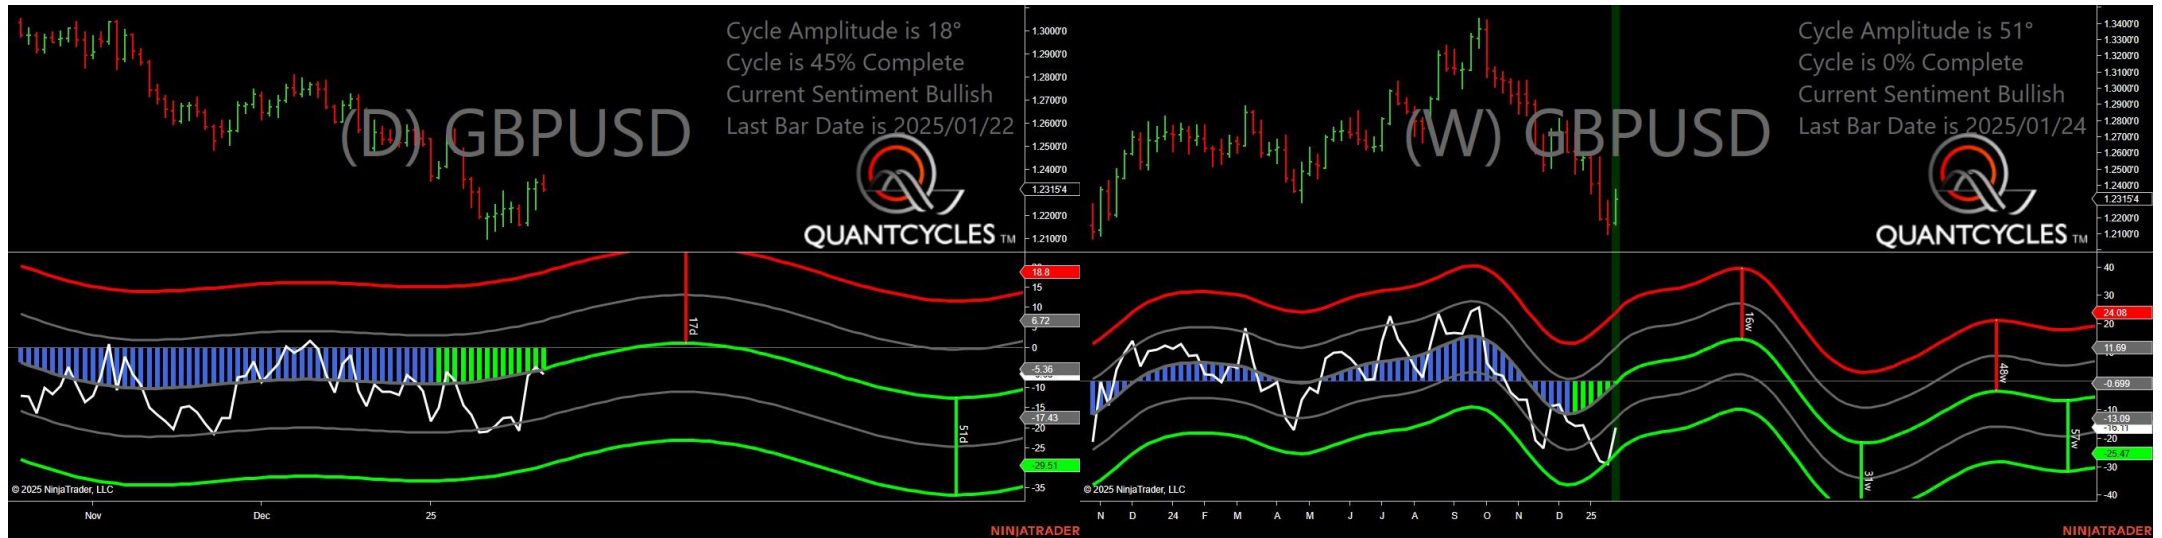 Cycle Amplitude is 18°
Cycle is 45% Complete
Current Sentiment Bullish
Last Bar Date is 2025/01/22
(D) GBPUSD
QUANTCYCLES TM
1.3000'0
1.2900'0
1.2800'0
1.2700'0
1.2600'0
1.2500'0
1.2400'0
1.2315'4
1.2200'0
1.2100'0
18.8
15
10
6.72
0
-5.36
-10
-15
-17.43
-20
-25
-29.51
-35
17d
51d
© 2025 NinjaTrader, LLC
Nov Dec 25
NINJATRADER
Cycle Amplitude is 51°
Cycle is 0% Complete
Current Sentiment Bullish
Last Bar Date is 2025/01/24
(W) GBPUSD
QUANTCYCLES TM
1.3400'0
1.3300'0
1.3200'0
1.3100'0
1.3000'0
1.2900'0
1.2800'0
1.2700'0
1.2600'0
1.2500'0
1.2400'0
1.2315'4
1.2200'0
1.2100'0
40
30
24.08
20
11.69
-0.699
-10
-13.09
-16.11
-20
-25.47
-30
-40
16w
31w
48w
57w
© 2025 NinjaTrader, LLC
N D 24 F M A M J J A S O N D 25
NINJATRADER